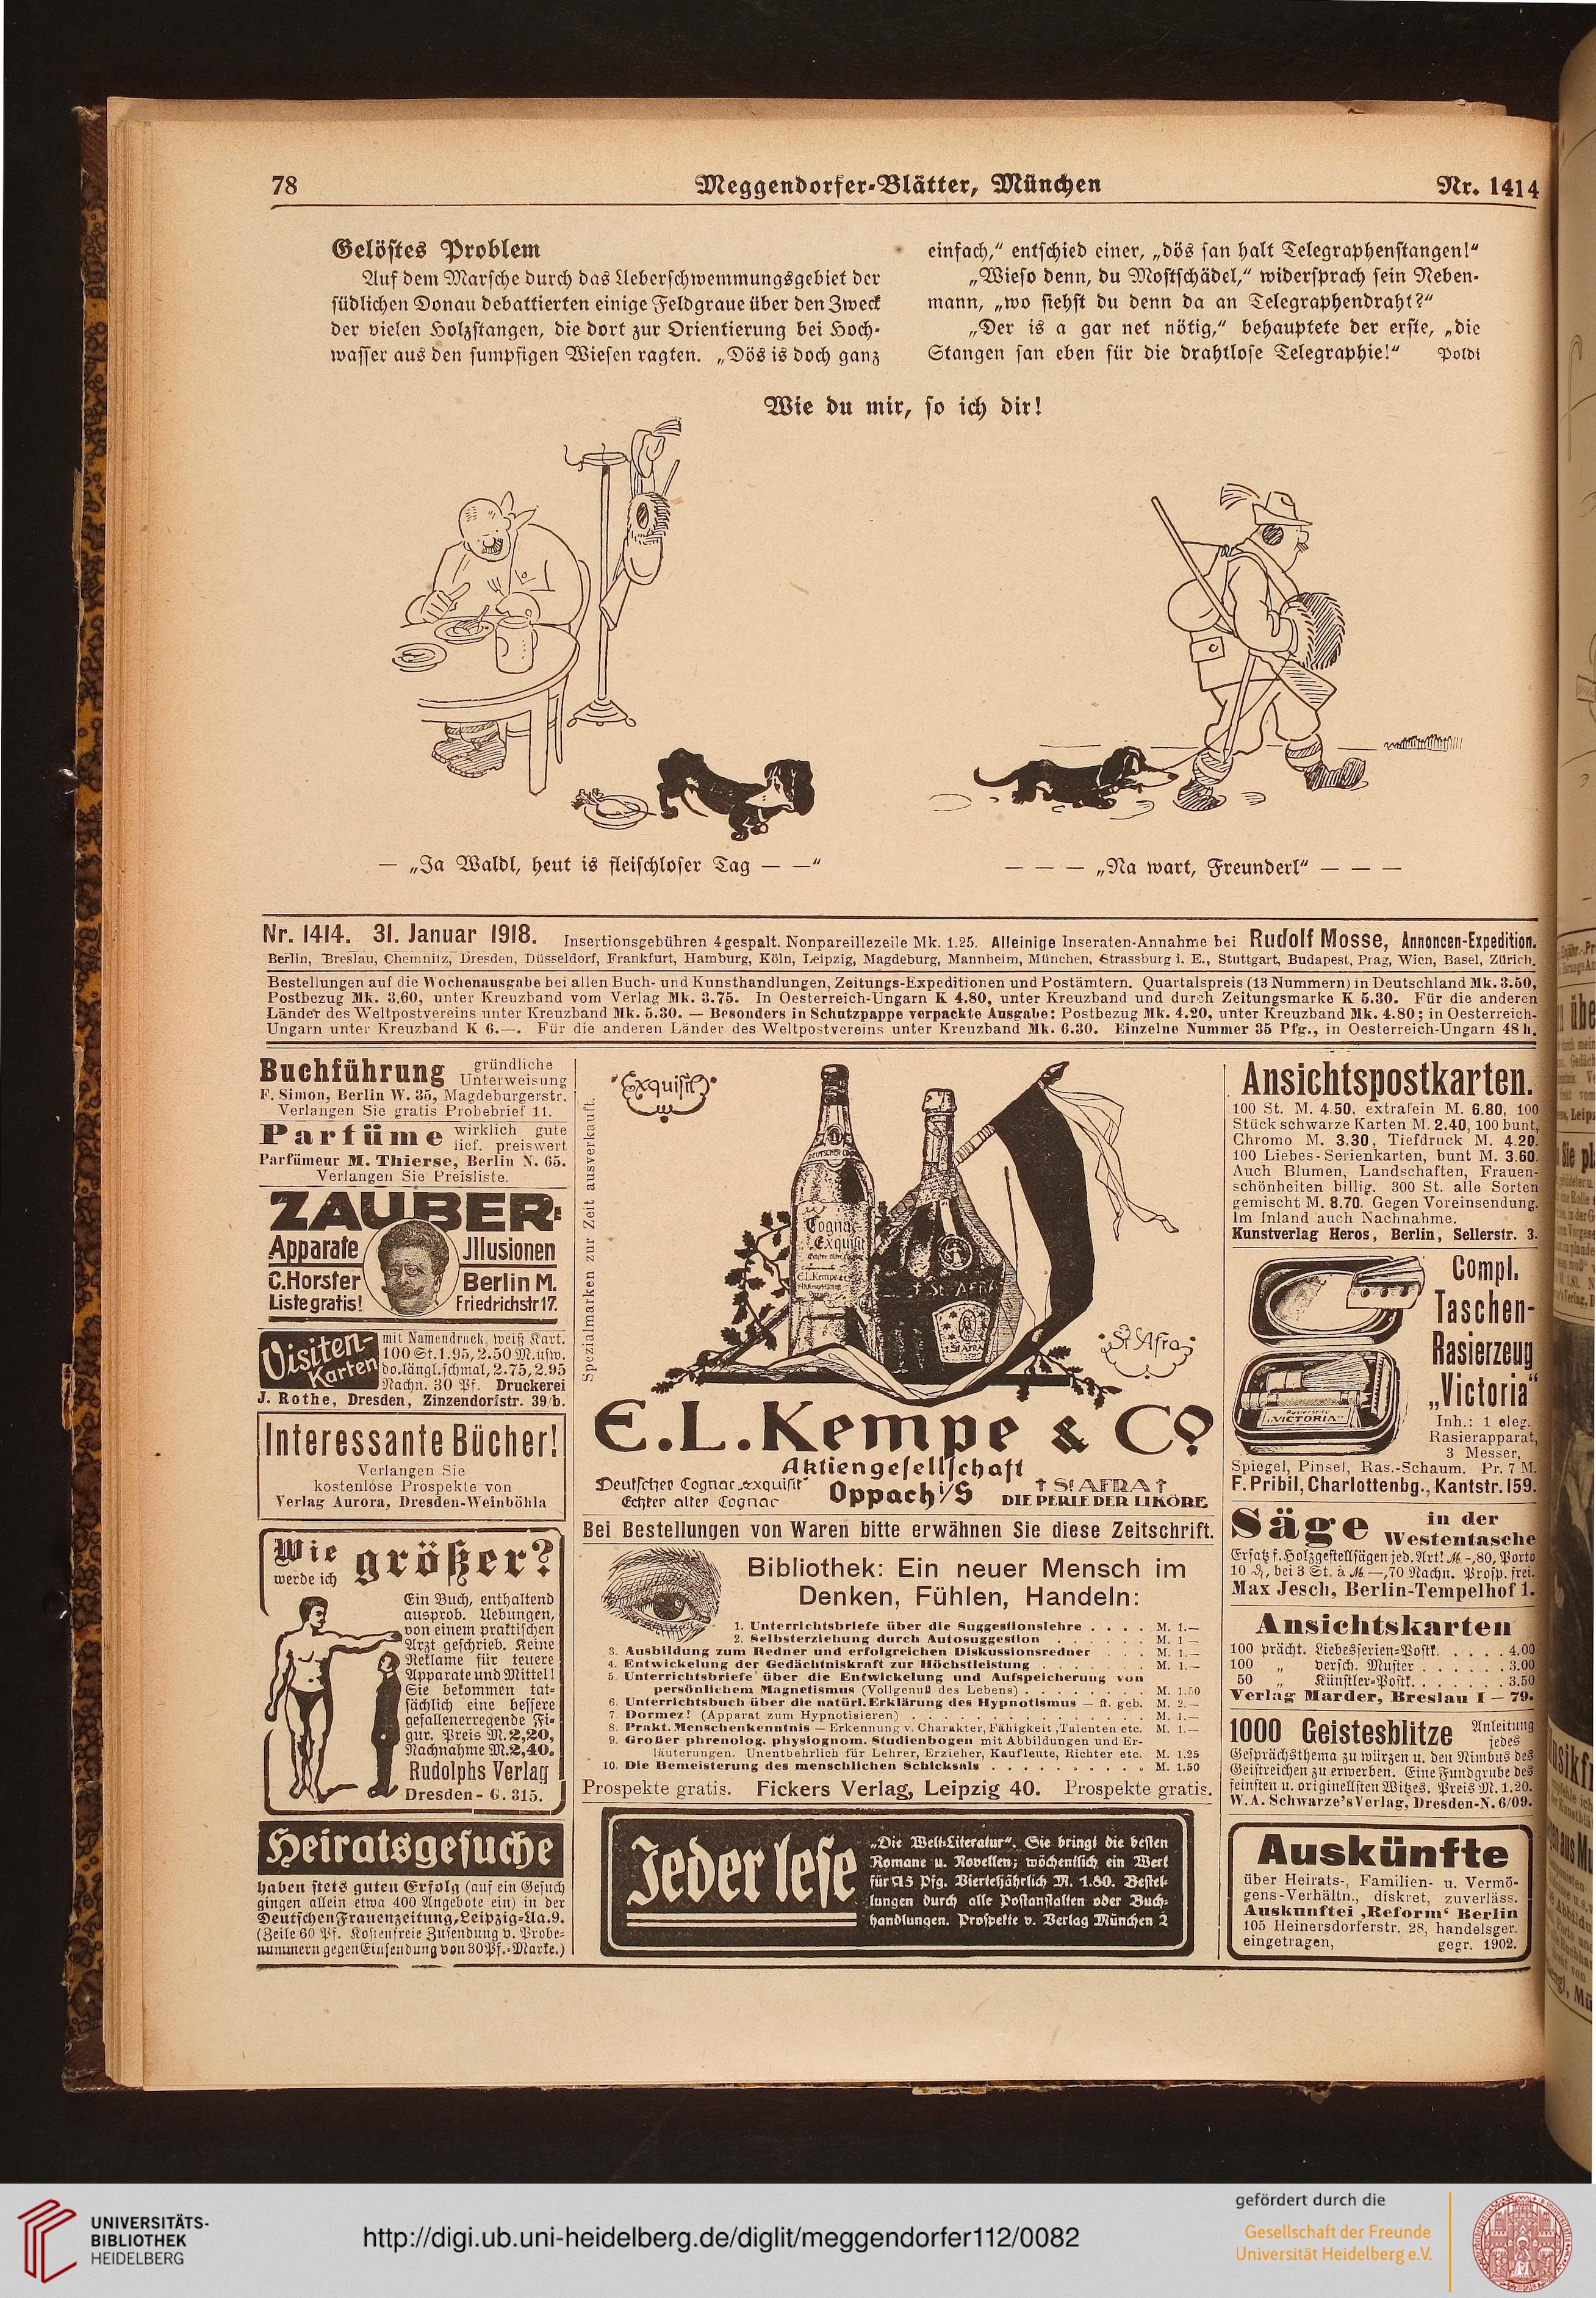 78
Meggendorfer-Blätter, München
Nr. 1414
Gelöstes Problem
Auf dem Marsche durch das Ueberschwemmungsgebiet der
südlichen Donau debattierten einige Feldgraue über den Zweck
der vielen Holzstangen, die dort zur Orientierung bei Hoch-
wasser aus den sumpfigen Wiesen ragten. „Dös is doch ganz
einfach,“ entschied einer, „dös san halt Telegraphenstangen!“
„Wieso denn, du Mostschädel,“ widersprach sein Neben-
mann, „wo siehst du denn da an Telegraphendraht?“
„Der is a gar net nötig,“ behauptete der erste, „die
Stangen san eben für die drahtlose Telegraphie!“ Poldi
Wie du mir, so ich dir!
— „Ja Waldl, heut is fleischloser Tag — —“
— — — „Na wart, Freunderl“ — — —
Nr. 1414. 31. Januar 1918. Insertionsgebühren 4gespalt. Nonpareillezeile Mk. 1.25. Alleinige Inseraten-Annahme bei Rudolf Mosse, Annoncen-Expedition.
Berlin, Breslau, Chemnitz, Dresden, Düsseldorf, Frankfurt, Hamburg, Köln, Leipzig, Magdeburg, Mannheim, München, Strassburg i. E., Stuttgart, Budapest, Prag, Wien, Basel, Zürich.
Bestellungen auf die Wochenausgabe bei allen Buch- und Kunsthandlungen, Zeitungs-Expeditionen und Postämtern. Quartalspreis (13 Nummern) in Deutschland Mk. 3.50,
Postbezug Mk. 3.60, unter Kreuzband vom Verlag Mk. 3.75. In Oesterreich-Ungarn K 4.80, unter Kreuzband und durch Zeitungsmarke K 5.30. Für die anderen
Länder des Weltpostvereins unter Kreuzband Mk. 5.30. — Besonders in Schutzpappe verpackte Ausgabe: Postbezug Mk. 4.20, unter Kreuzband Mk. 4.80; in Oesterreich-
Ungarn unter Kreuzband K 6.—. Für die anderen Länder des Weltpostvereins unter Kreuzband Mk. 6.30. Einzelne Nummer 35 Pfg., in Oesterreich-Ungarn 48 h.
Buchführung gründliche
Unterweisung
F. Simon, Berlin W. 35, Magdeburgerstr.
Verlangen Sie gratis Probebrief 11.
Parfüme wirklich gute
lief. preiswert
Parfümeur M. Thierse, Berlin N. 65.
Verlangen Sie Preisliste.
ZAUBER-
Apparate Jllusionen
C. Horster Berlin M.
Liste gratis! Friedrichstr 17.
Visiten-
Karten
mit Namendruck, weiß Kart.
100 St. 1.95, 2.50 M. usw.
do. längl. schmal, 2.75, 2.95
Nachn. 30 Pf. Druckerei
J. Rothe, Dresden, Zinzendorfstr. 39/b.
Interessante Bücher!
Verlangen Sie
kostenlose Prospekte von
Verlag Aurora, Dresden-Weinböhla
Wie
werde ich größer?
Ein Buch, enthaltend
ausprob. Uebungen,
von einem praktischen
Arzt geschrieb. Keine
Reklame für teuere
Apparate und Mittel!
Sie bekommen tat-
sächlich eine bessere
gefallenerregende Fi-
gur. Preis M. 2,20,
Nachnahme M. 2,40.
Rudolphs Verlag
Dresden - G. 315.
Heiratsgesuche
haben stets guten Erfolg (auf ein Gesuch
gingen allein etwa 400 Angebote ein) in der
Deutschen Frauenzeitung, Leipzig-Ua. 9.
(Zeile 60 Pf. Kostenfreie Zusendung v. Probe-
nummern gegen Einsendung von 30 Pf.-Marke.)
Spezialmarken zur Zeit ausverkauft.
"Exquisit"
Cognac
Exquisit
E.L. Kempe & Co
St. AFRA
St. AFRA
"St. Afra"
E.L. Kempe & Co
Aktiengesellschaft
Deutscher Cognac „exquisit“
Echter alter Cognac
Oppach i/S
† St. AFRA †
DIE PERLE DER LIKÖRE
Bei Bestellungen von Waren bitte erwähnen Sie diese Zeitschrift.
Bibliothek: Ein neuer Mensch im
Denken, Fühlen, Handeln:
1. Unterrichtsbriefe über die Suggestionslehre . . . . M. 1.—
2. Selbsterziehung durch Autosuggestion . . . . . M. 1 —
3. Ausbildung zum Redner und erfolgreichen Diskussionsredner . . . M. 1.—
4. Entwickelung der Gedächtniskraft zur Höchstleistung . . . . . . M. 1.—
5. Unterrichtsbriefe über die Entwickelung und Aufspeicherung von
persönlichem Magnetismus (Vollgenuß des Lebens) . . . . . . . M. 1.50
6. Unterrichtsbuch über die natürl. Erklärung des Hypnotismus — fl. geb. M. 2.—
7. Dormez! (Apparat zum Hypnotisieren) . . . . . . . . . . . M. 1.—
8. Prakt. Menschenkenntnis — Erkennung v. Charakter, Fähigkeit, Talenten etc. M. 1.—
9. Großer phrenolog. physiognom. Studienbogen mit Abbildungen und Er-
läuterungen. Unentbehrlich für Lehrer, Erzieher, Kaufleute, Richter etc. M. 1.25
10. Die Bemeisterung des menschlichen Schicksals . . . . . . . . . . M. 1.50
Prospekte gratis. Fickers Verlag, Leipzig 40. Prospekte gratis.
Jeder lese
„Die Welt-Literatur“. Sie bringt die besten
Romane u. Novellen; wöchentlich ein Werk
für 15 Pfg. Vierteljährlich M. 1.80. Bestel-
lungen durch alle Postanstalten oder Buch-
handlungen. Prospekte v. Verlag München 2
Ansichtspostkarten.
100 St. M. 4.50, extrafein M. 6.80, 100
Stück schwarze Karten M. 2.40, 100 bunt,
Chromo M. 3.30, Tiefdruck M. 4.20.
100 Liebes-Serienkarten, bunt M. 3.60.
Auch Blumen, Landschaften, Frauen-
schönheiten billig. 300 St. alle Sorten
gemischt M. 8.70. Gegen Voreinsendung.
Im Inland auch Nachnahme.
Kunstverlag Heros, Berlin, Sellerstr. 3.
Compl.
Taschen-
Rasierzeug
„Victoria“
„VICTORIA“
Inh.: 1 eleg.
Rasierapparat,
3 Messer,
Spiegel, Pinsel, Ras.-Schaum. Pr. 7 M.
F. Pribil, Charlottenbg., Kantstr. 159.
Säge in der
Westentasche
Ersatz f. Holzgestellsägen jed. Art! M. -,80, Porto
10 Pf., bei 3 St. à M. —,70 Nachn. Prosp. frei.
Max Jesch, Berlin-Tempelhof 1.
Ansichtskarten
100 prächt. Liebesserien-Postk. . . . . 4.00
100 „ versch. Muster . . . . . . . 3.00
50 „ Künstler-Postk. . . . . . . . 3.50
Verlag Marder, Breslau I — 79.
1000 Geistesblitze Anleitung
jedes
Gesprächsthema zu würzen u. den Nimbus des
Geistreichen zu erwerben. Eine Fundgrube des
feinsten u. originellsten Witzes. Preis M. 1.20.
W. A. Schwarze's Verlag, Dresden-N. 6/09.
Auskünfte
über Heirats-, Familien- u. Vermö-
gens-Verhältn., diskret, zuverläss.
Auskunftei ‚Reform‘ Berlin
105 Heinersdorferstr. 28, handelsger.
eingetragen, gegr. 1902.
UNIVERSITÄTS-
BIBLIOTHEK
HEIDELBERG
http://digi.ub.uni-heidelberg.de/diglit/meggendorfer112/0082
gefördert durch die
Gesellschaft der Freunde
Universität Heidelberg e.V.